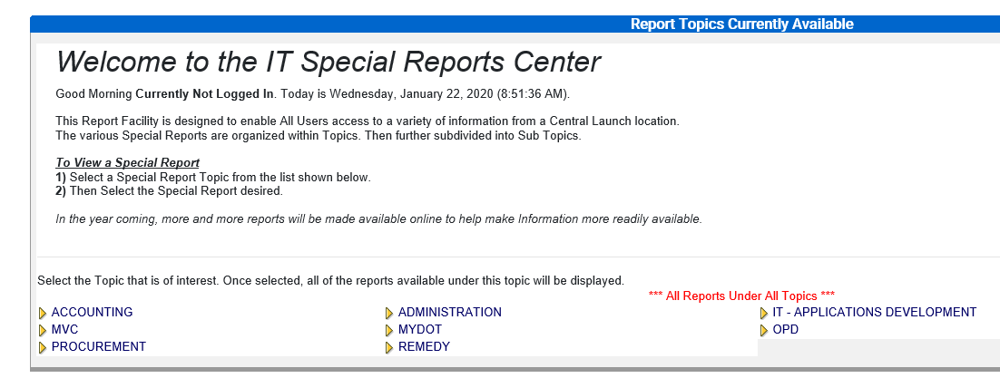 Report Topics Currently Available
Welcome to the IT Special Reports Center
Good Morning Currently Not Logged In. Today is Wednesday, January 22, 2020 (8:51:36 AM).
This Report Facility is designed to enable All Users access to a variety of information from a Central Launch location.
The various Special Reports are organized within Topics. Then further subdivided into Sub Topics.
To View a Special Report
1) Select a Special Report Topic from the list shown below.
2) Then Select the Special Report desired.
In the year coming, more and more reports will be made available online to help make Information more readily available.
Select the Topic that is of interest. Once selected, all of the reports available under this topic will be displayed.
*** All Reports Under All Topics ***
ACCOUNTING ADMINISTRATION IT - APPLICATIONS DEVELOPMENT
MVC MYDOT OPD
PROCUREMENT REMEDY